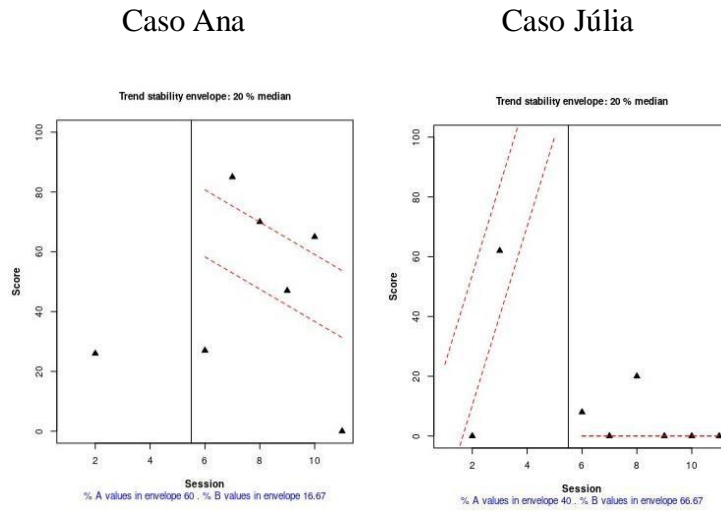 Caso Ana
Trend stability envelope: 20 % median
Score
100
80
60
40
20
0
2 4 6 8 10
Session
% A values in envelope 60 . % B values in envelope 16.67
Caso Júlia
Trend stability envelope: 20 % median
Score
100
80
60
40
20
0
2 4 6 8 10
Session
% A values in envelope 40 . % B values in envelope 66.67